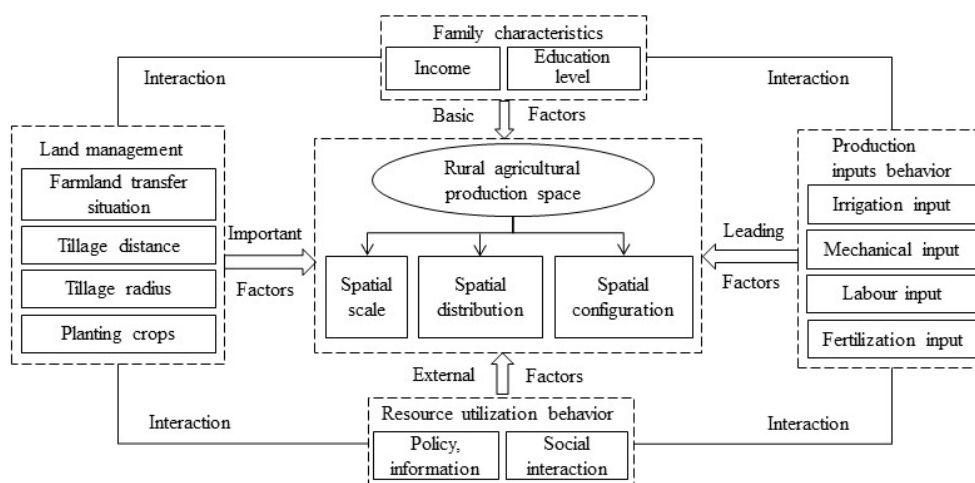 Family characteristics
Income
Education
level
Interaction
Interaction
Basic
Factors
Land management
Farmland transfer
situation
Tillage distance
Tillage radius
Planting crops
Important
Factors
Rural agricultural
production space
Spatial
scale
Spatial
distribution
Spatial
configuration
Leading
Factors
Production
inputs behavior
Irrigation input
Mechanical input
Labour input
Fertilization input
External
Factors
Interaction
Interaction
Resource utilization behavior
Policy,
information
Social
interaction